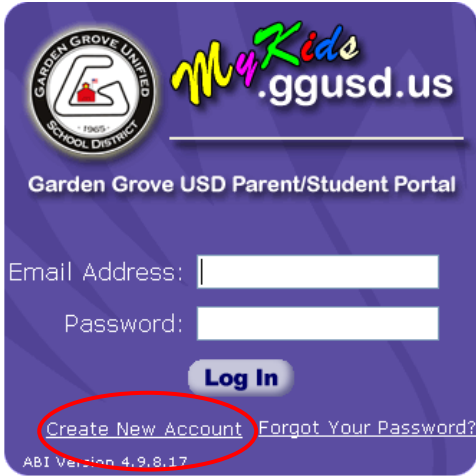 GARDEN GROVE UNIFIED
SCHOOL DISTRICT
· 1965 ·
MyKids
.ggusd.us
Garden Grove USD Parent/Student Portal
Email Address:
Password:
Log In
Create New Account Forgot Your Password?
ABI Version 4.9.8.17